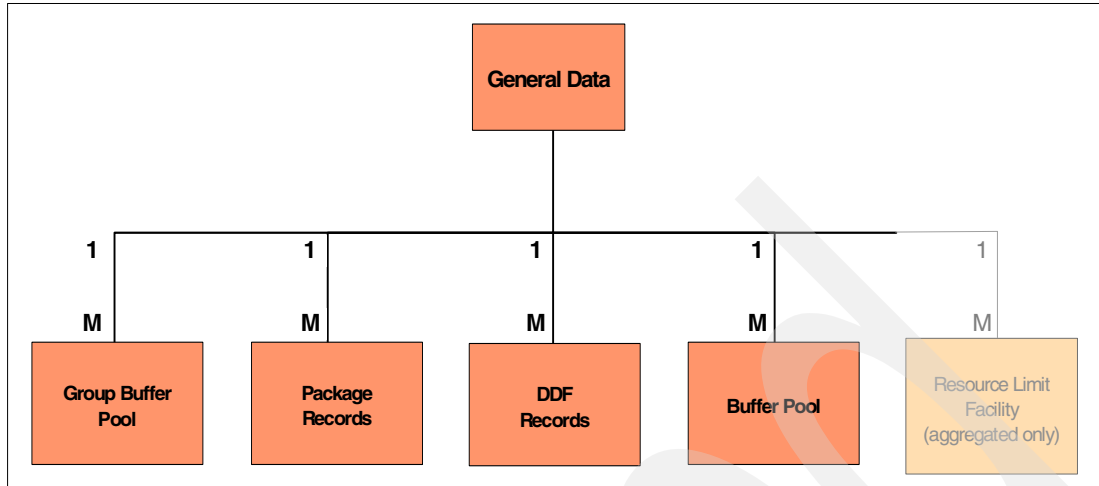 General Data
1 1 1 1 1
M M M M M
Group Buffer
Pool
Package
Records
DDF
Records
Buffer Pool
Resource Limit
Facility
(aggregated only)